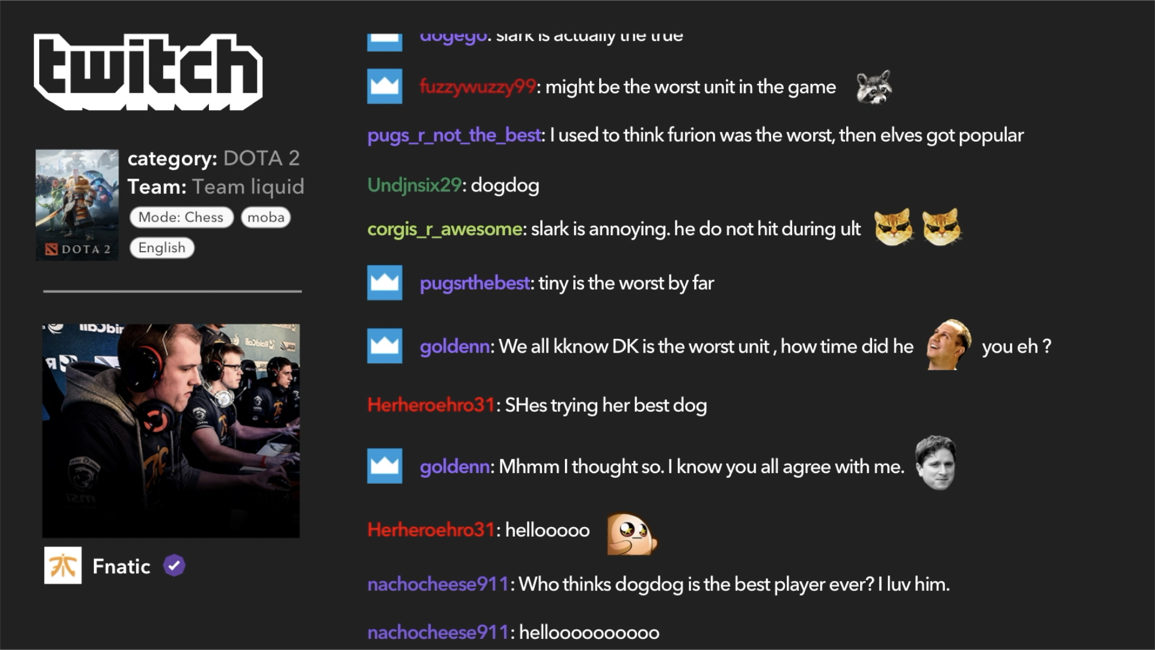 twitch
category: DOTA 2
Team: Team liquid
Mode: Chess
moba
English
DOTA 2
Fnatic
dogego: slark is actually the true
fuzzywuzzy99: might be the worst unit in the game
pugs_r_not_the_best: I used to think furion was the worst, then elves got popular
Undjnsix29: dogdog
corgis_r_awesome: slark is annoying. he do not hit during ult
pugsrthebest: tiny is the worst by far
goldenn: We all kknow DK is the worst unit , how time did he you eh ?
Herheroehro31: SHes trying her best dog
goldenn: Mhmm I thought so. I know you all agree with me.
Herheroehro31: hellooooo
nachocheese911: Who thinks dogdog is the best player ever? I luv him.
nachocheese911: helloooooooooo